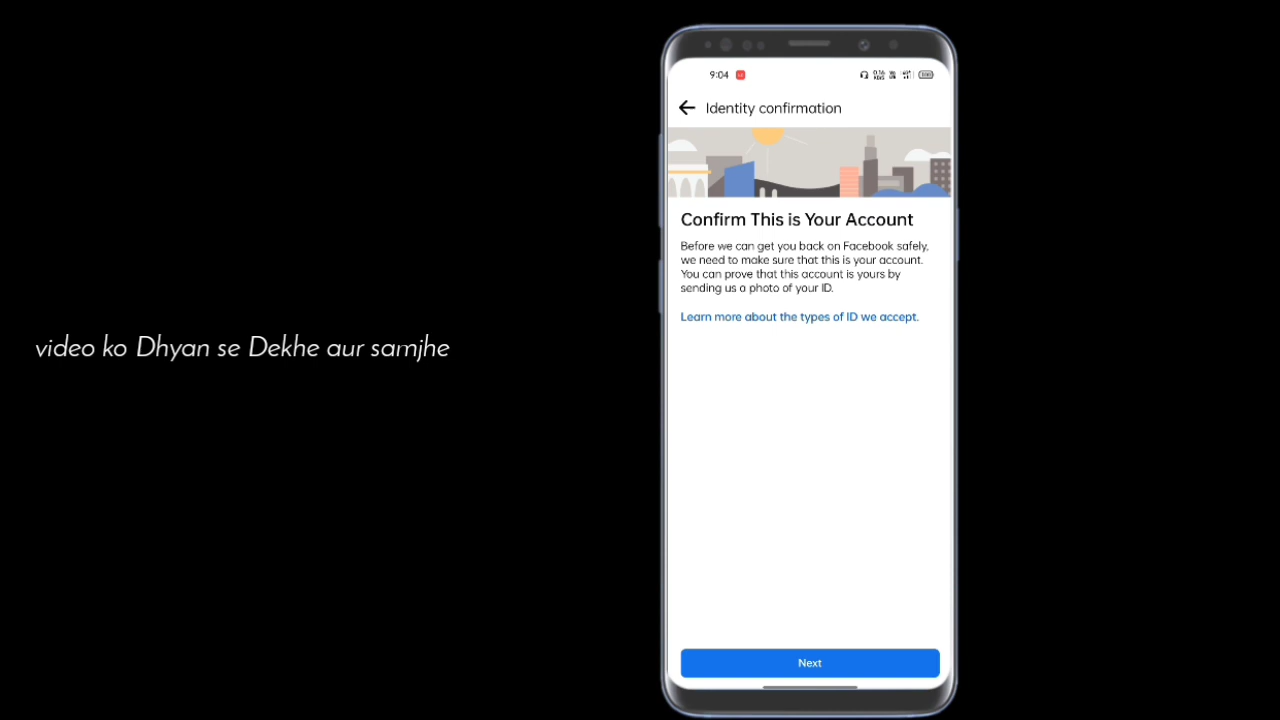 video ko Dhyan se Dekhe aur samjhe
9:04
Identity confirmation
Confirm This is Your Account
Before we can get you back on Facebook safely,
we need to make sure that this is your account.
You can prove that this account is yours by
sending us a photo of your ID.
Learn more about the types of ID we accept.
Next